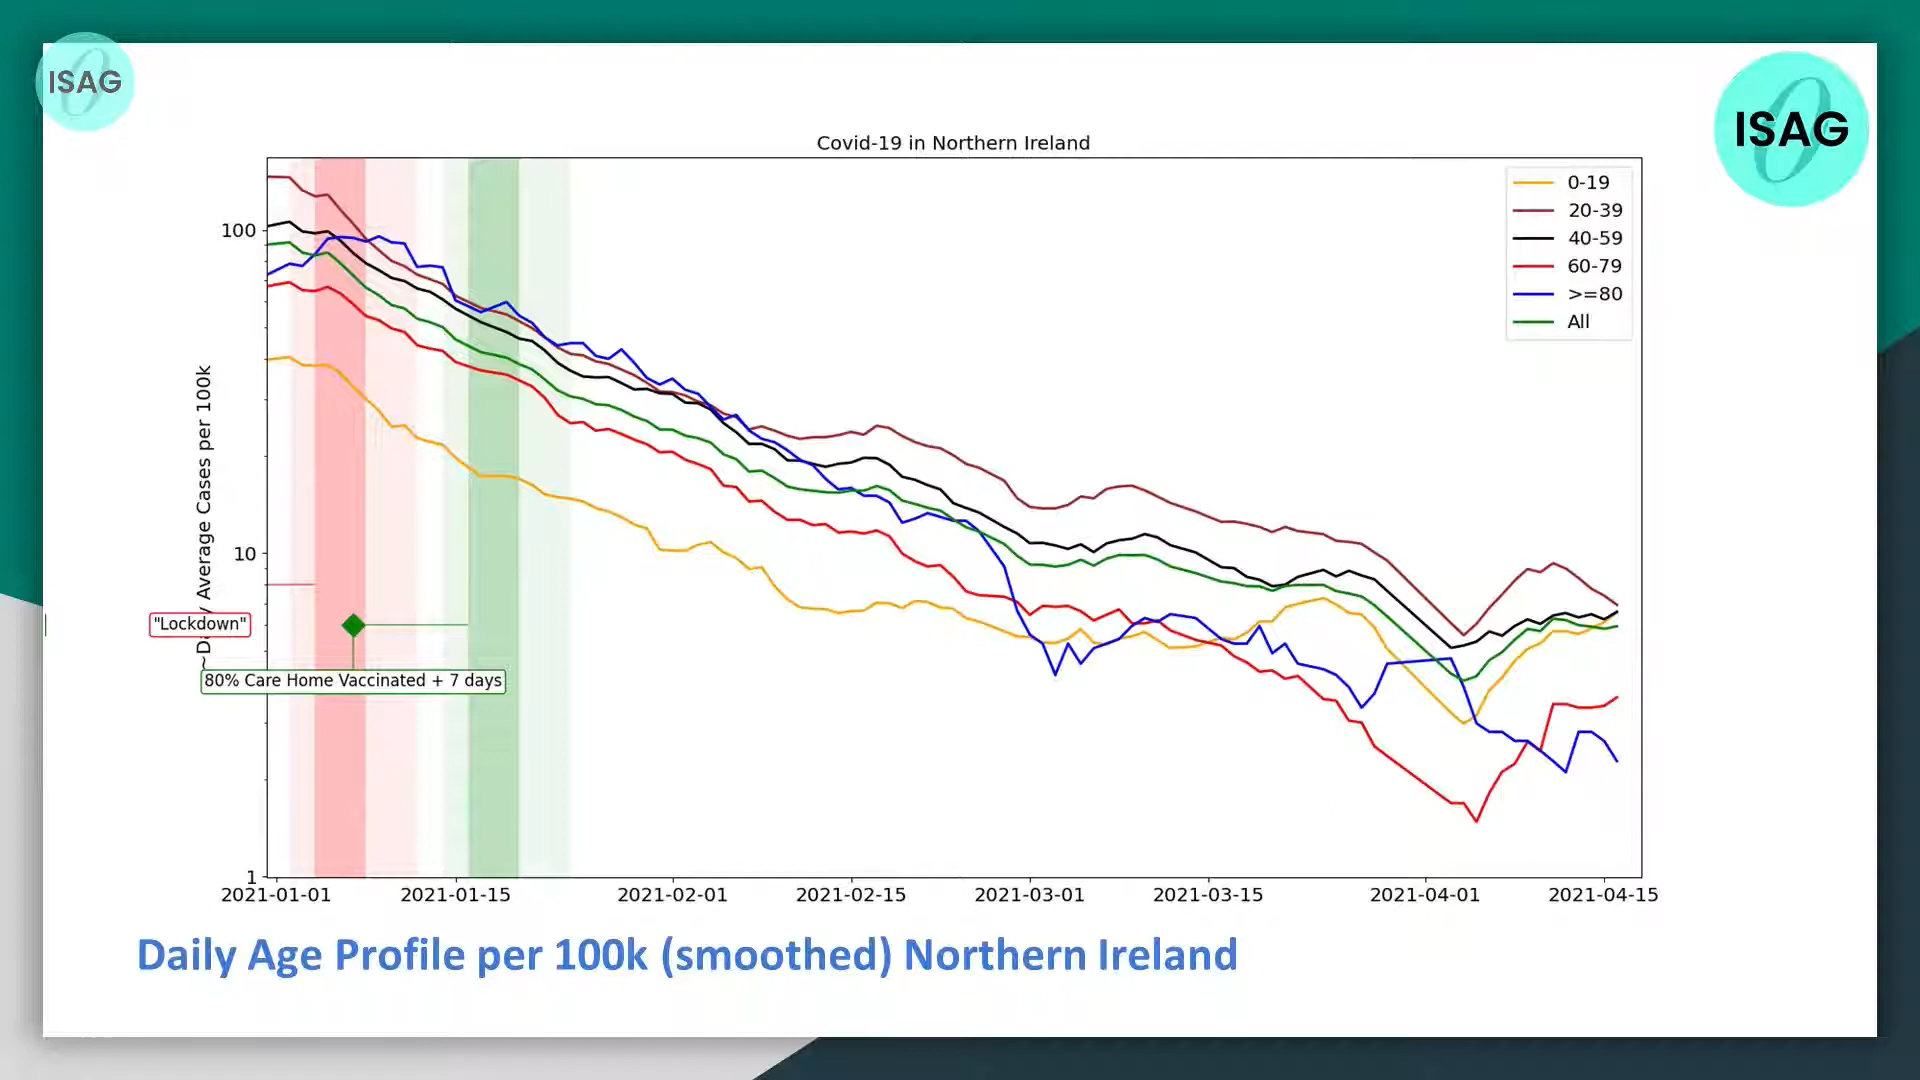 ISAG
ISAG
Covid-19 in Northern Ireland
0-19
20-39
40-59
60-79
>=80
All
100
10
1
~Da y Average Cases per 100k
"Lockdown"
80% Care Home Vaccinated + 7 days
2021-01-01 2021-01-15 2021-02-01 2021-02-15 2021-03-01 2021-03-15 2021-04-01 2021-04-15
Daily Age Profile per 100k (smoothed) Northern Ireland